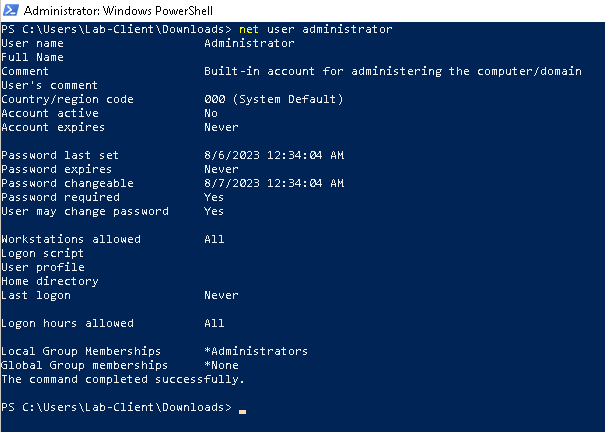 Administrator: Windows PowerShell
PS C:\Users\Lab-Client\Downloads> net user administrator
User name                    Administrator
Full Name
Comment                      Built-in account for administering the computer/domain
User's comment
Country/region code          000 (System Default)
Account active               No
Account expires              Never

Password last set            8/6/2023 12:34:04 AM
Password expires             Never
Password changeable          8/7/2023 12:34:04 AM
Password required            Yes
User may change password     Yes

Workstations allowed         All
Logon script
User profile
Home directory
Last logon                   Never

Logon hours allowed          All

Local Group Memberships      *Administrators
Global Group memberships     *None
The command completed successfully.

PS C:\Users\Lab-Client\Downloads>